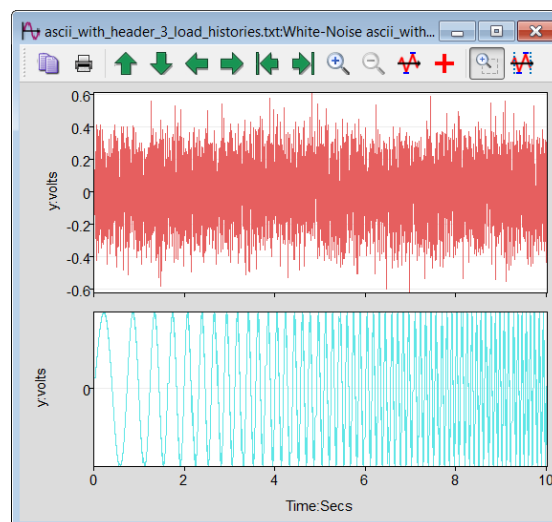 ascii_with_header_3_load_histories.txt:White-Noise ascii_with...
0.6
0.4
0.2
0
-0.2
-0.4
-0.6
y:volts
0
y:volts
0 2 4 6 8 10
Time:Secs